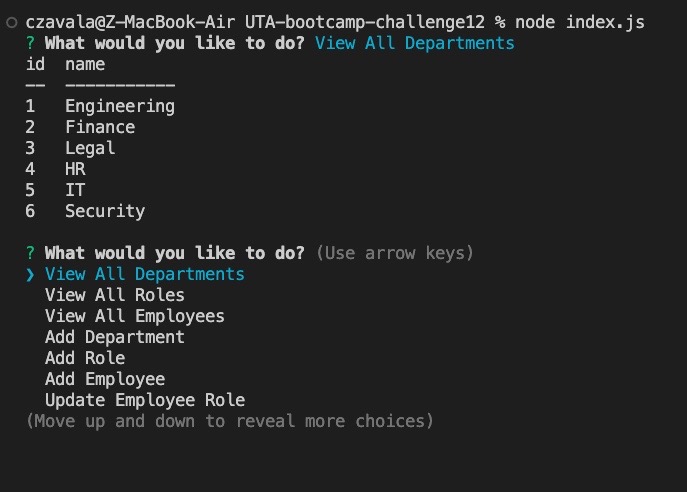 czavala@Z-MacBook-Air UTA-bootcamp-challenge12 % node index.js
? What would you like to do? View All Departments
id  name
--  -----------
1   Engineering
2   Finance
3   Legal
4   HR
5   IT
6   Security
? What would you like to do? (Use arrow keys)
❯ View All Departments
  View All Roles
  View All Employees
  Add Department
  Add Role
  Add Employee
  Update Employee Role
(Move up and down to reveal more choices)